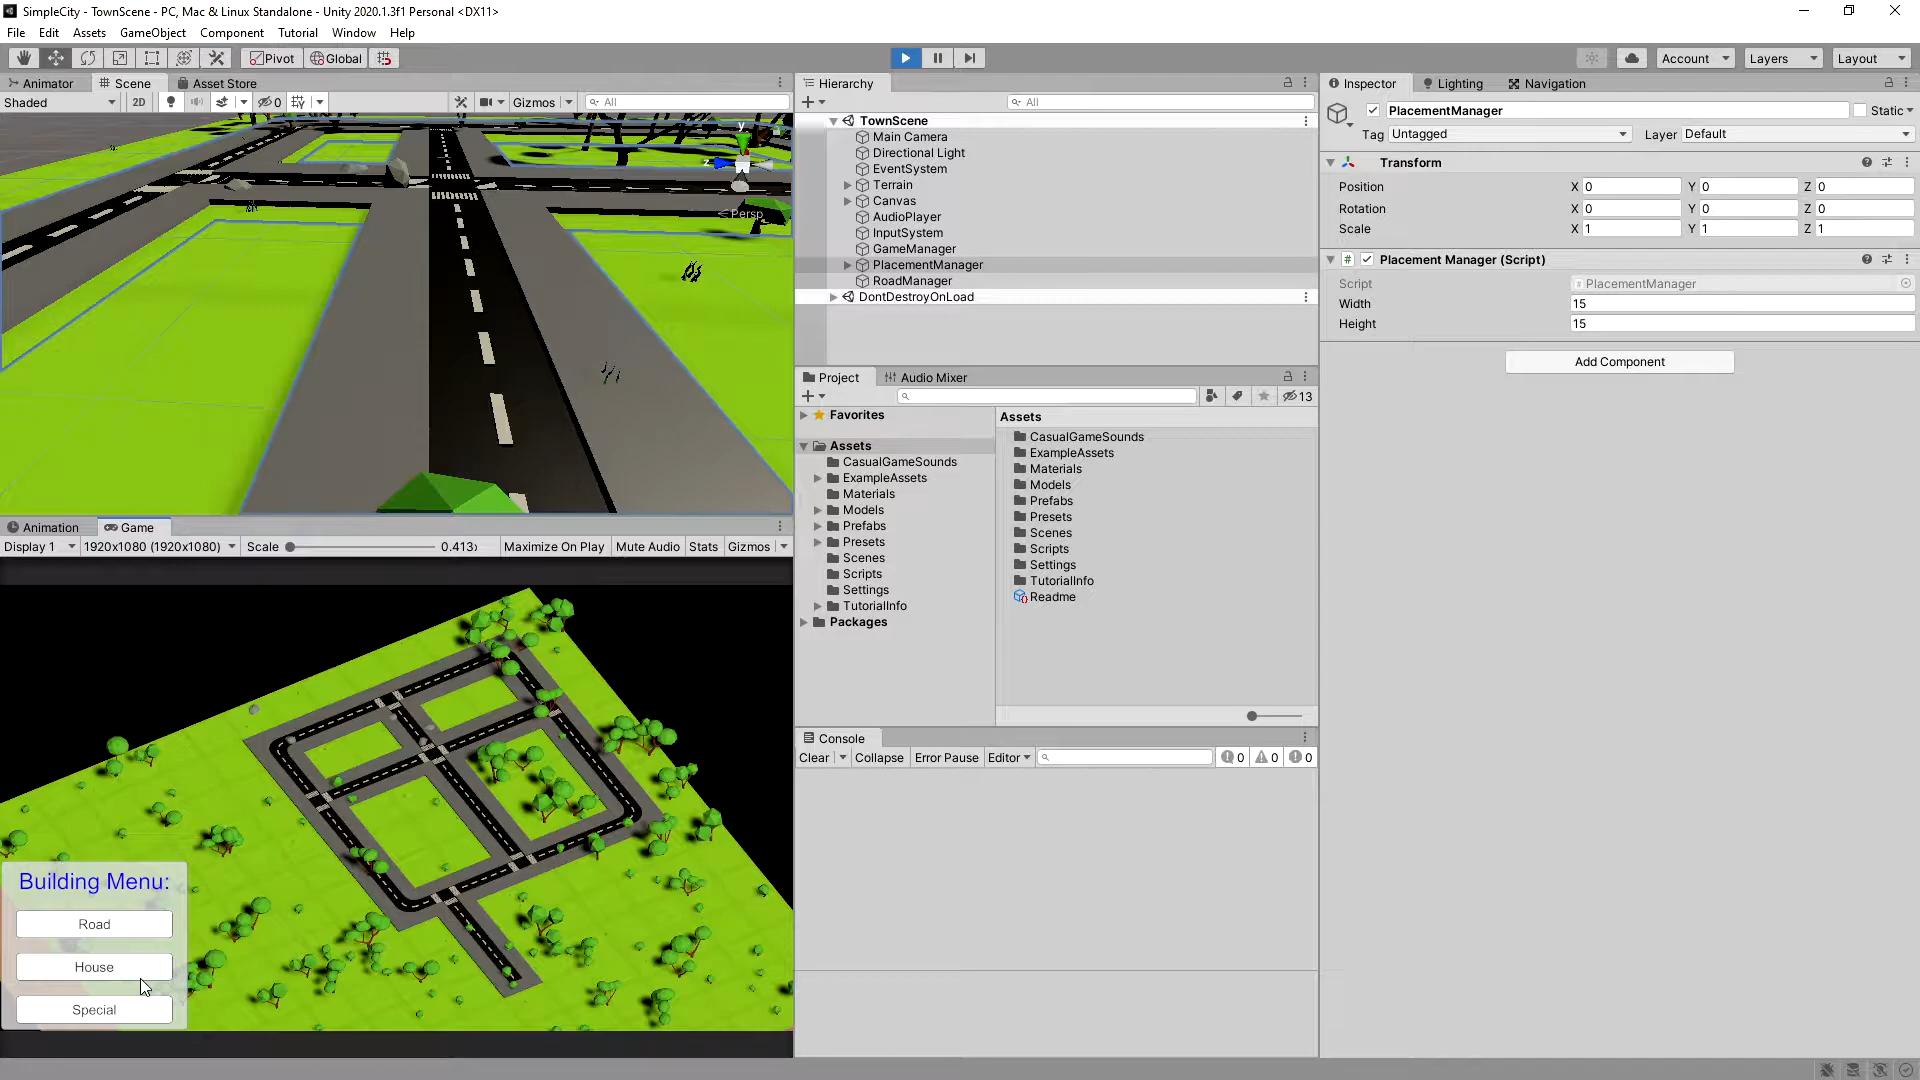 SimpleCity - TownScene - PC, Mac & Linux Standalone - Unity 2020.1.3f1 Personal <DX11>
File Edit Assets GameObject Component Tutorial Window Help
Pivot Global Account Layers Layout
Animator Scene Asset Store
Shaded 2D 0 Gizmos All
y
z
Persp
Animation Game
Display 1 1920x1080 (1920x1080) Scale 0.413 Maximize On Play Mute Audio Stats Gizmos
Building Menu:
Road
House
Special
Hierarchy
All
TownScene
Main Camera
Directional Light
EventSystem
Terrain
Canvas
AudioPlayer
InputSystem
GameManager
PlacementManager
RoadManager
DontDestroyOnLoad
Project Audio Mixer
13
Favorites
Assets
CasualGameSounds
ExampleAssets
Materials
Models
Prefabs
Presets
Scenes
Scripts
Settings
TutorialInfo
Packages
Assets
CasualGameSounds
ExampleAssets
Materials
Models
Prefabs
Presets
Scenes
Scripts
Settings
TutorialInfo
Readme
Console
Clear Collapse Error Pause Editor 0 0 0
Inspector Lighting Navigation
PlacementManager Static
Tag Untagged Layer Default
Transform
Position X 0 Y 0 Z 0
Rotation X 0 Y 0 Z 0
Scale X 1 Y 1 Z 1
# Placement Manager (Script)
Script # PlacementManager
Width 15
Height 15
Add Component